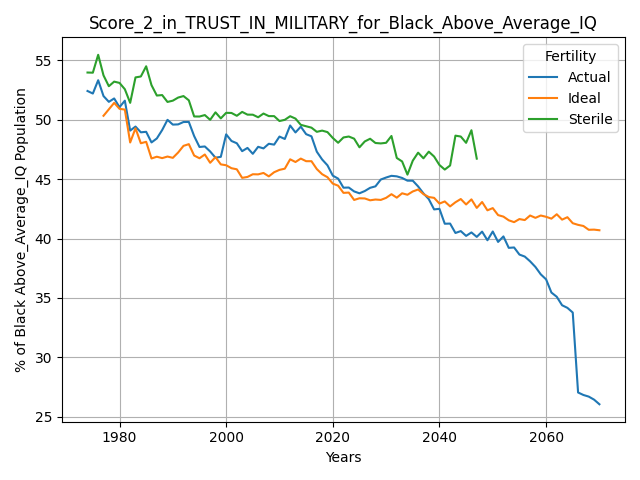 Score_2_in_TRUST_IN_MILITARY_for_Black_Above_Average_IQ
Fertility
Actual
Ideal
Sterile
% of Black Above_Average_IQ Population
55
50
45
40
35
30
25
1980
2000
2020
2040
2060
Years